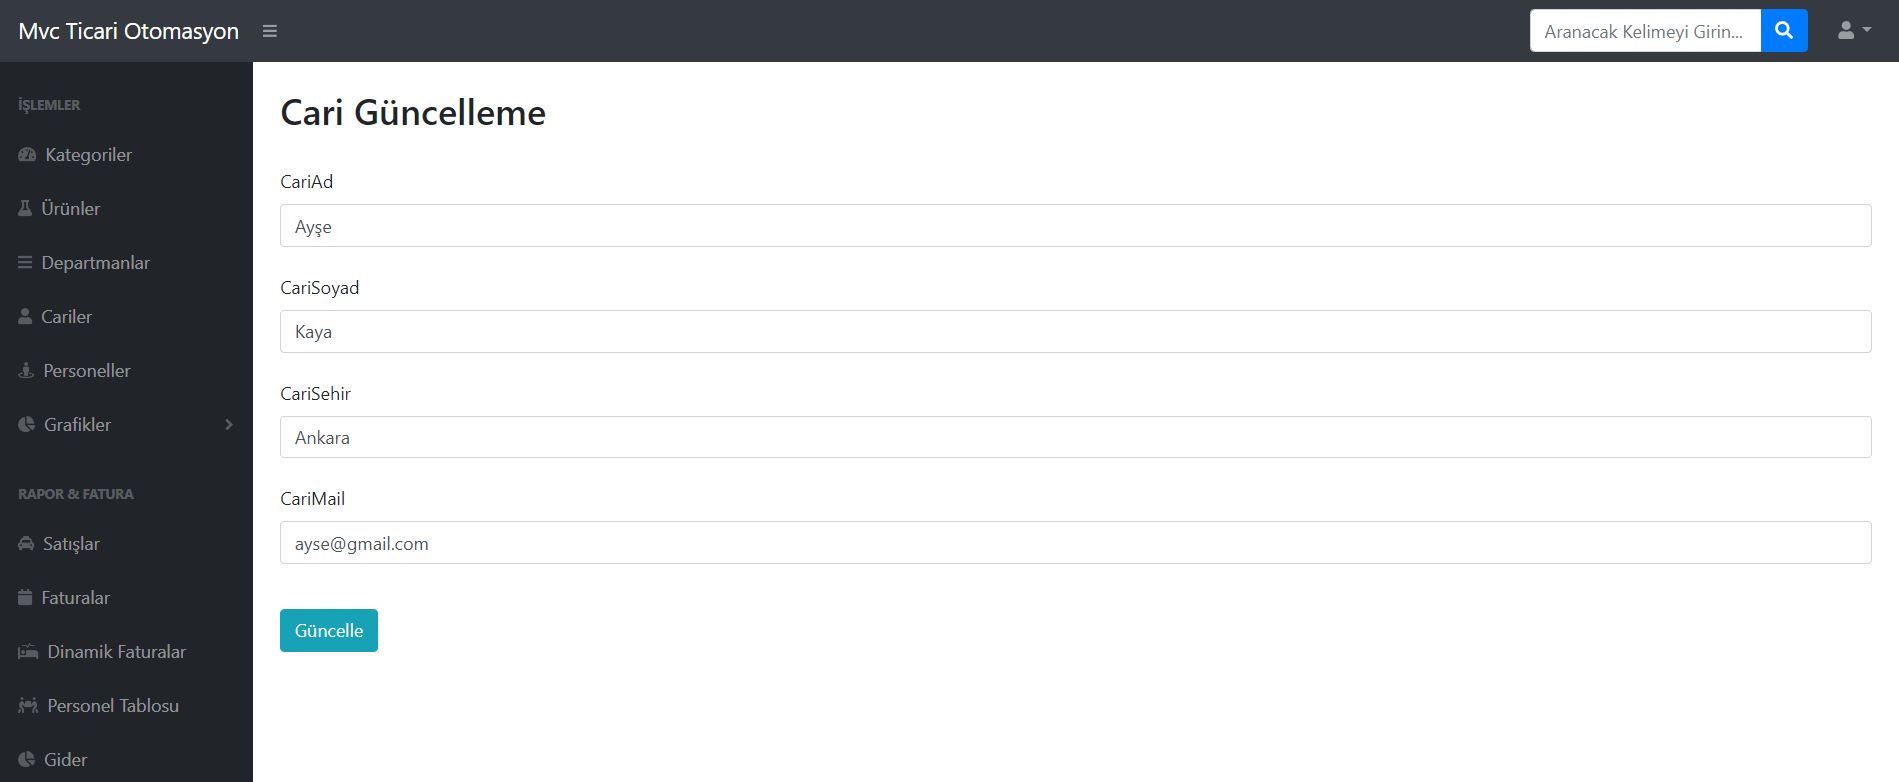 Mvc Ticari Otomasyon
Aranacak Kelimeyi Girin...
İŞLEMLER
Kategoriler
Ürünler
Departmanlar
Cariler
Personeller
Grafikler
RAPOR & FATURA
Satışlar
Faturalar
Dinamik Faturalar
Personel Tablosu
Gider
Cari Güncelleme
CariAd
Ayşe
CariSoyad
Kaya
CariSehir
Ankara
CariMail
ayse@gmail.com
Güncelle